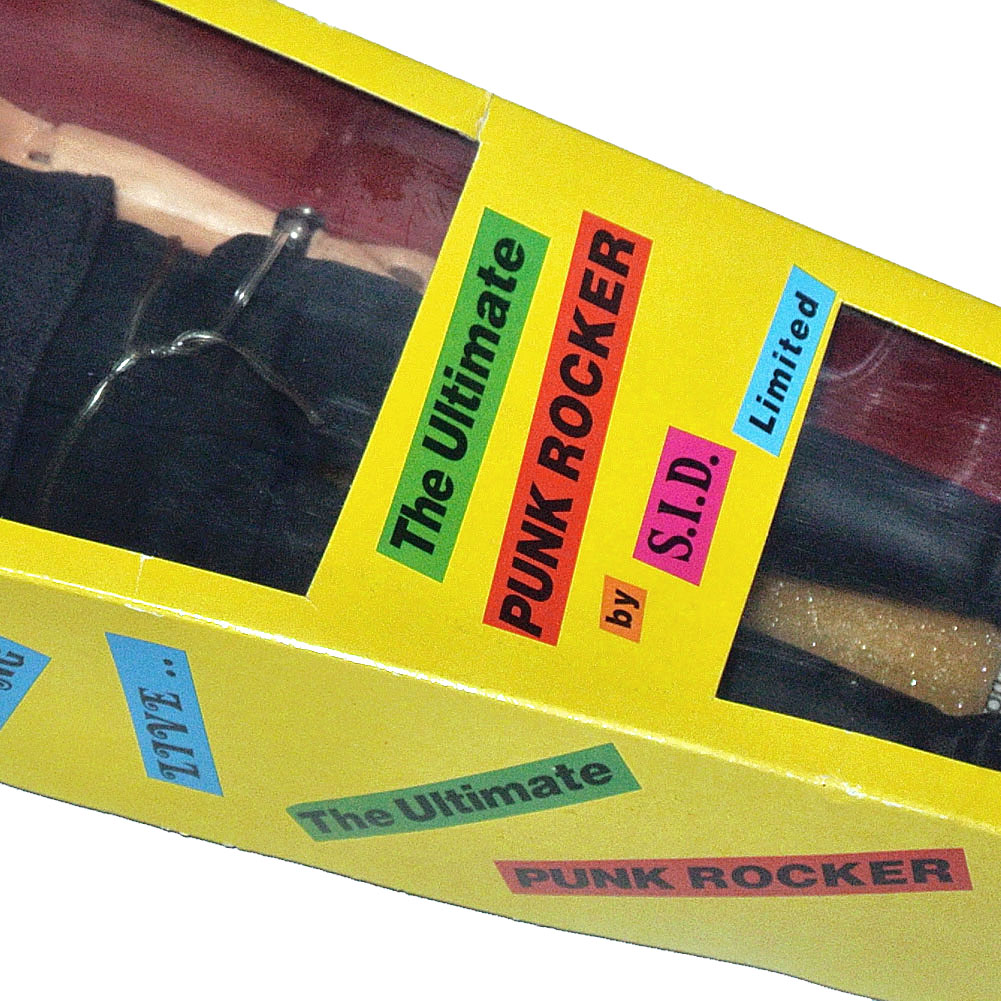 The Ultimate
PUNK ROCKER
by
S.I.D.
Limited
LIVE ..
The Ultimate
PUNK ROCKER